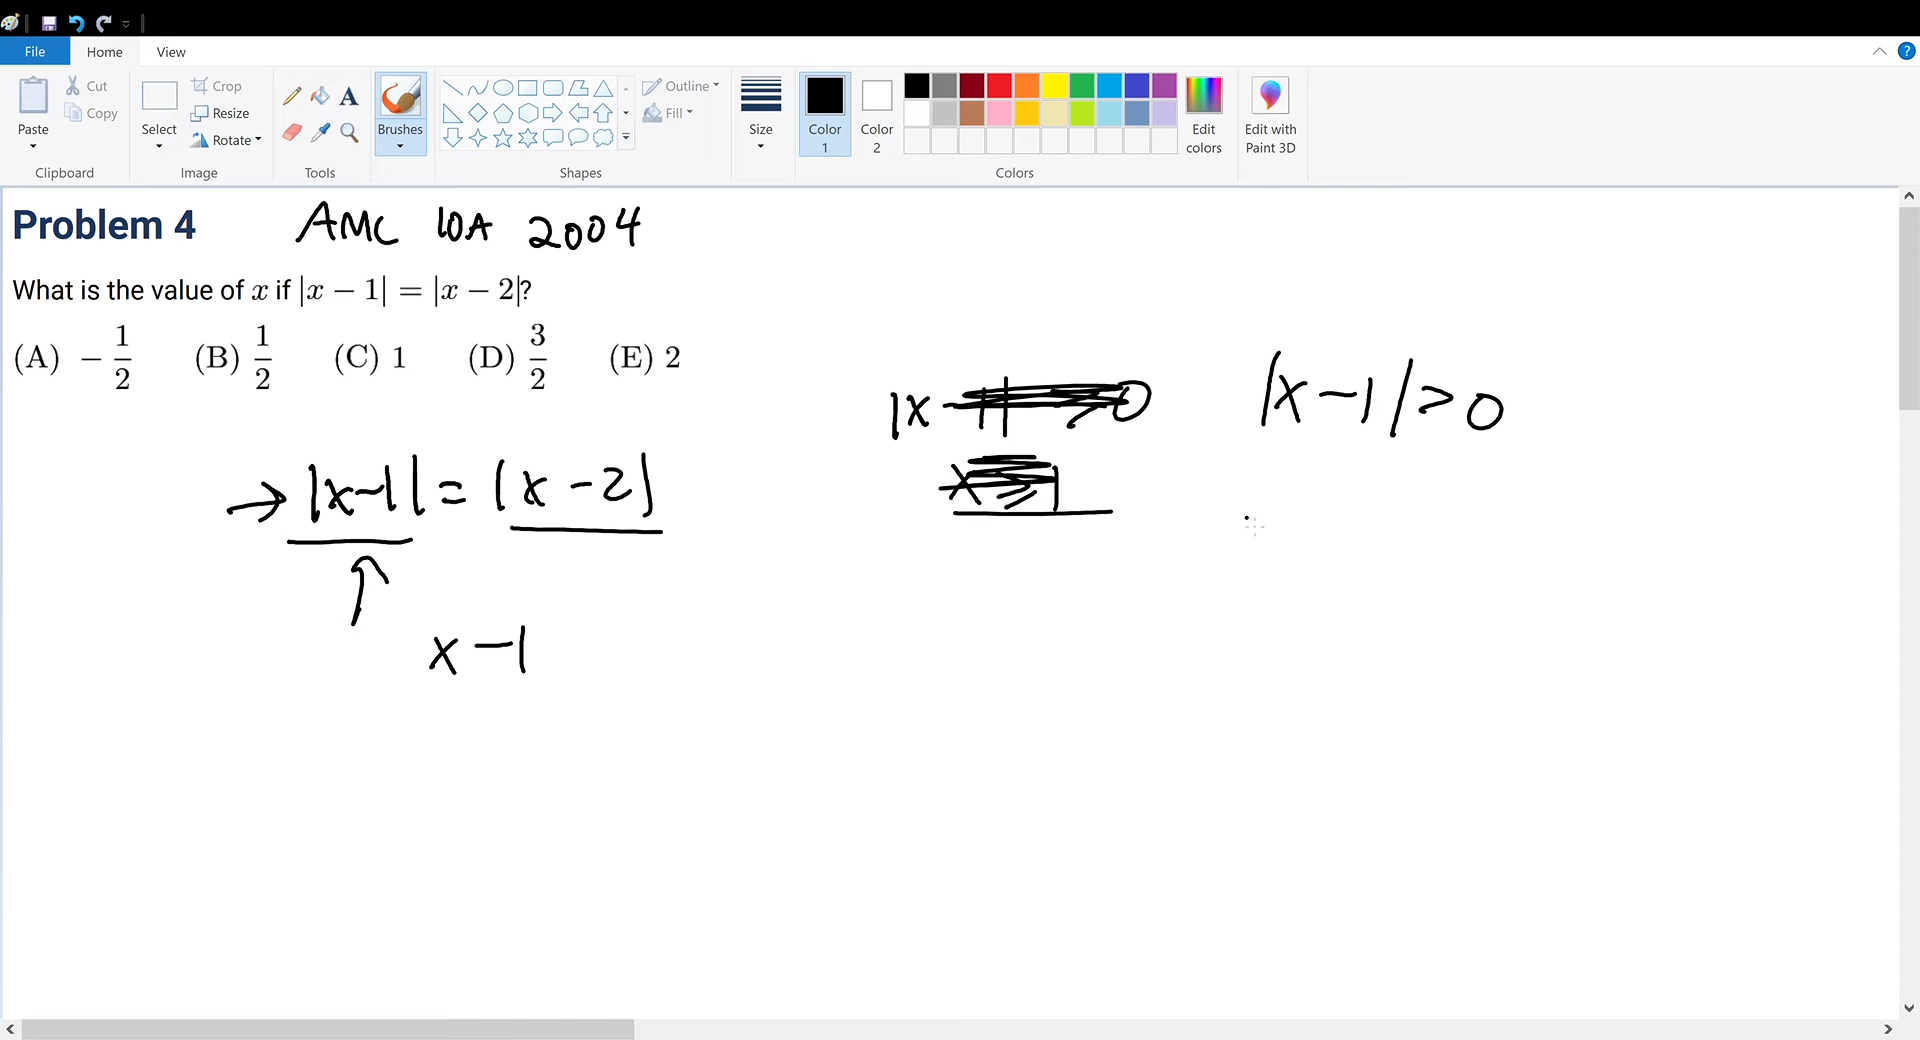 File Home View
Paste Cut Copy Clipboard
Select Crop Resize Rotate Image
A Tools
Brushes
Outline Fill Shapes
Size
Color 1 Color 2 Edit colors Colors
Edit with Paint 3D
?
Problem 4 AMC 10A 2004
What is the value of x if |x − 1| = |x − 2|?
(A) −1/2 (B) 1/2 (C) 1 (D) 3/2 (E) 2
|x 0 |x − 1| > 0
→ |x − 1| = |x − 2|
x − 1